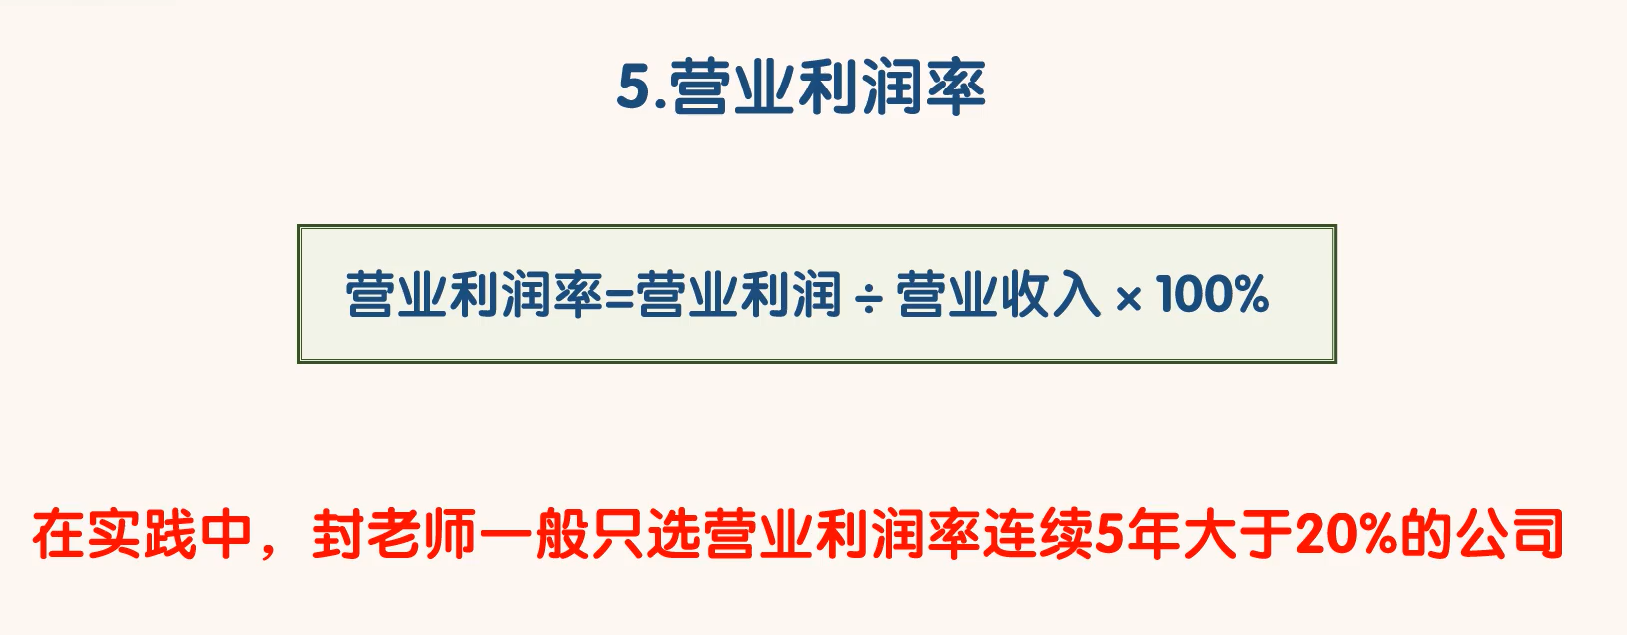 5.营业利润率
营业利润率=营业利润 ÷ 营业收入 × 100%
在实践中，封老师一般只选营业利润率连续5年大于20%的公司